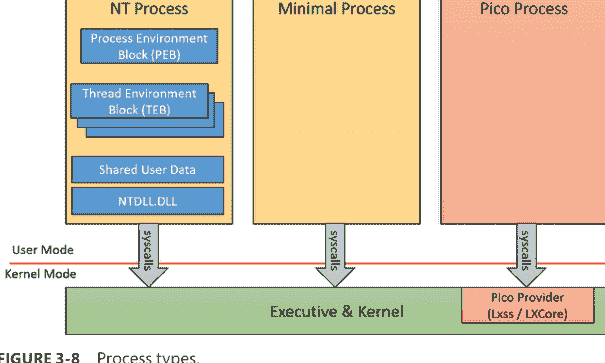 NT Process
Minimal Process
Pico Process
Process Environment
Block (PEB)
Thread Environment
Block (TEB)
Shared User Data
NTDLL.DLL
syscalls
syscalls
syscalls
User Mode
Kernel Mode
Executive & Kernel
Pico Provider
(Lxss / LXCore)
FIGURE 3-8 Process types.